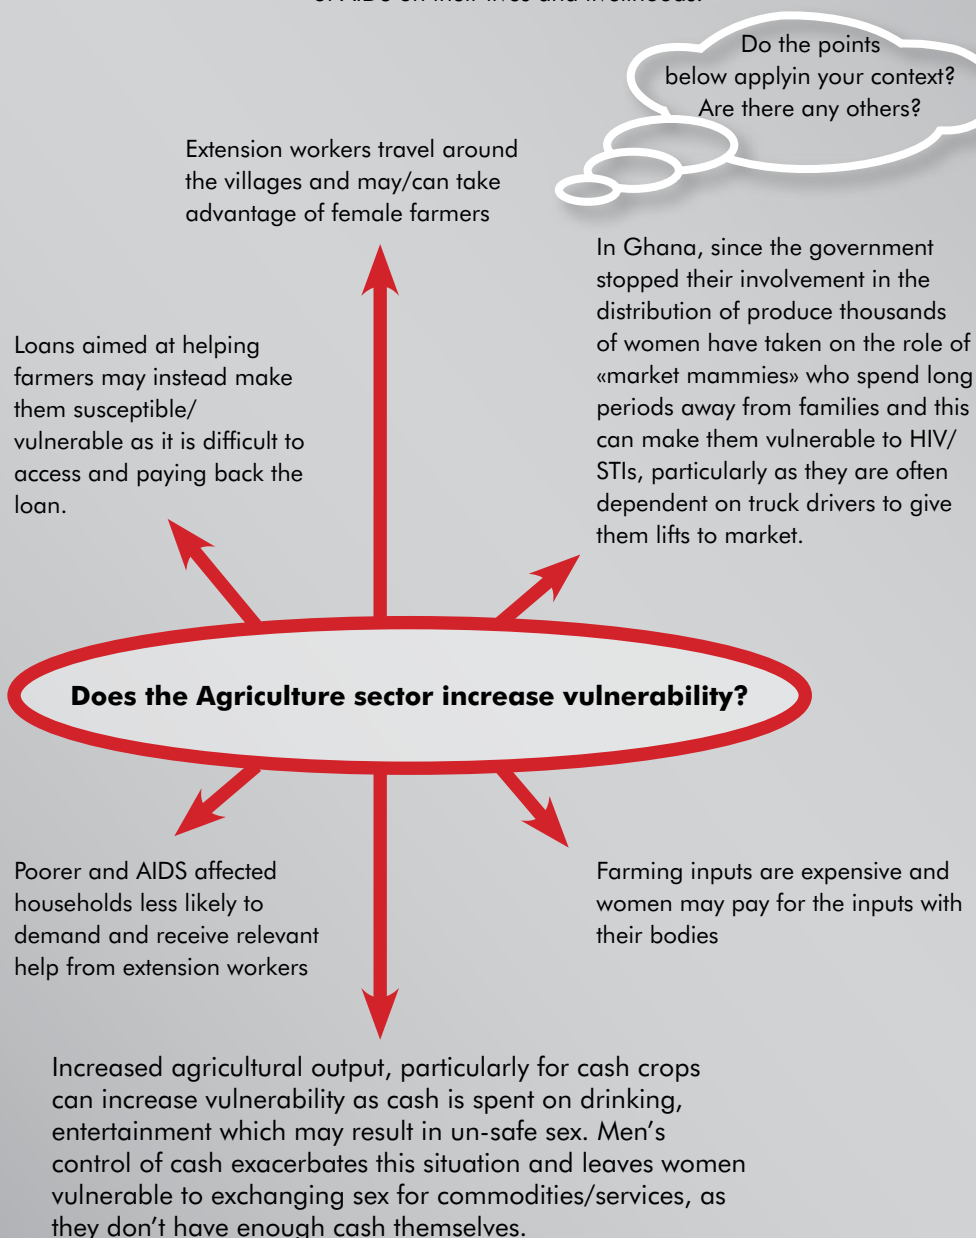 of AIDS on their lives and livelihoods.
Do the points
below applyin your context?
Are there any others?
Extension workers travel around
the villages and may/can take
advantage of female farmers
In Ghana, since the government
stopped their involvement in the
distribution of produce thousands
of women have taken on the role of
«market mammies» who spend long
periods away from families and this
can make them vulnerable to HIV/
STIs, particularly as they are often
dependent on truck drivers to give
them lifts to market.
Loans aimed at helping
farmers may instead make
them susceptible/
vulnerable as it is difficult to
access and paying back the
loan.
Does the Agriculture sector increase vulnerability?
Poorer and AIDS affected
households less likely to
demand and receive relevant
help from extension workers
Farming inputs are expensive and
women may pay for the inputs with
their bodies
Increased agricultural output, particularly for cash crops
can increase vulnerability as cash is spent on drinking,
entertainment which may result in un-safe sex. Men’s
control of cash exacerbates this situation and leaves women
vulnerable to exchanging sex for commodities/services, as
they don’t have enough cash themselves.